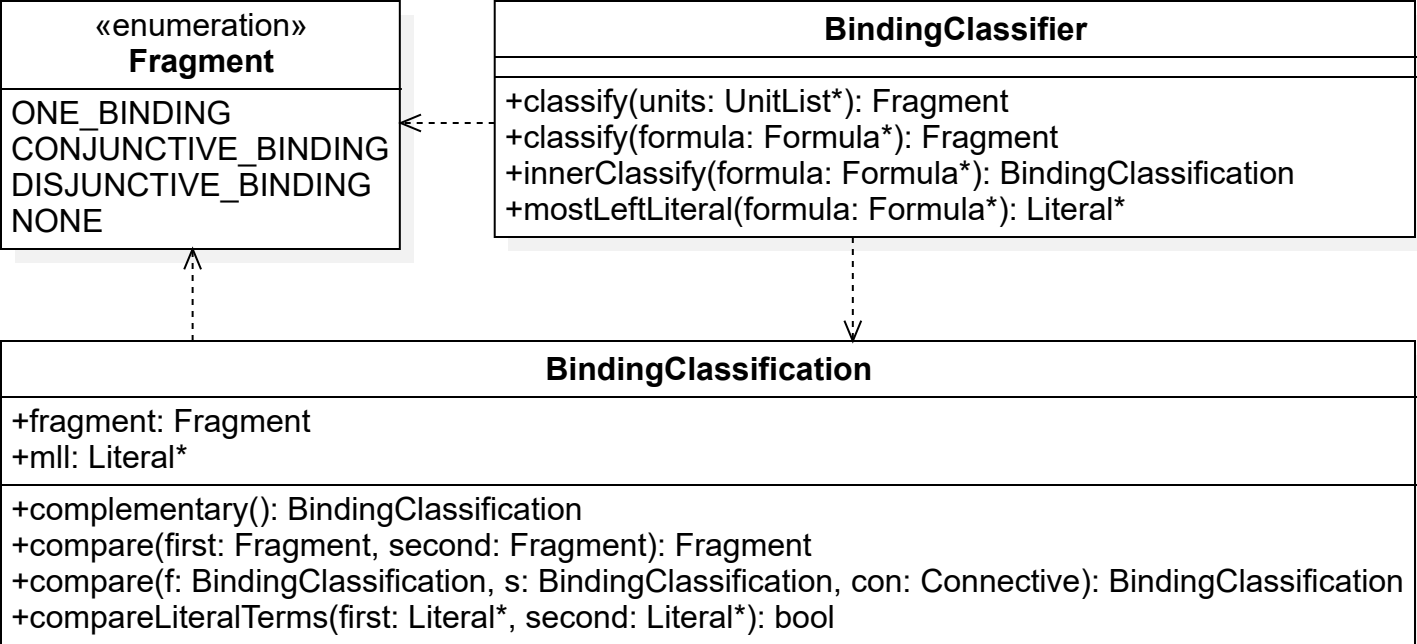 «enumeration»
Fragment
ONE_BINDING
CONJUNCTIVE_BINDING
DISJUNCTIVE_BINDING
NONE
BindingClassifier
+classify(units: UnitList*): Fragment
+classify(formula: Formula*): Fragment
+innerClassify(formula: Formula*): BindingClassification
+mostLeftLiteral(formula: Formula*): Literal*
BindingClassification
+fragment: Fragment
+mll: Literal*
+complementary(): BindingClassification
+compare(first: Fragment, second: Fragment): Fragment
+compare(f: BindingClassification, s: BindingClassification, con: Connective): BindingClassification
+compareLiteralTerms(first: Literal*, second: Literal*): bool